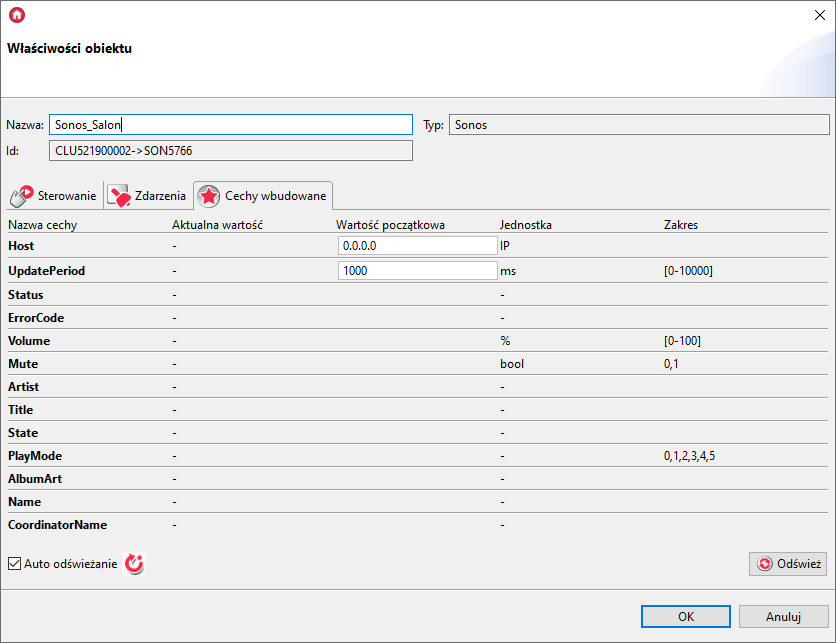 Właściwości obiektu
Nazwa: Sonos_Salon Typ: Sonos
Id: CLU521900002->SON5766
Sterowanie Zdarzenia Cechy wbudowane
Nazwa cechy Aktualna wartość Wartość początkowa Jednostka Zakres
Host - 0.0.0.0 IP
UpdatePeriod - 1000 ms [0-10000]
Status - -
ErrorCode - -
Volume - % [0-100]
Mute - bool 0,1
Artist - -
Title - -
State - -
PlayMode - - 0,1,2,3,4,5
AlbumArt - -
Name - -
CoordinatorName - -
Auto odświeżanie Odśwież
OK Anuluj